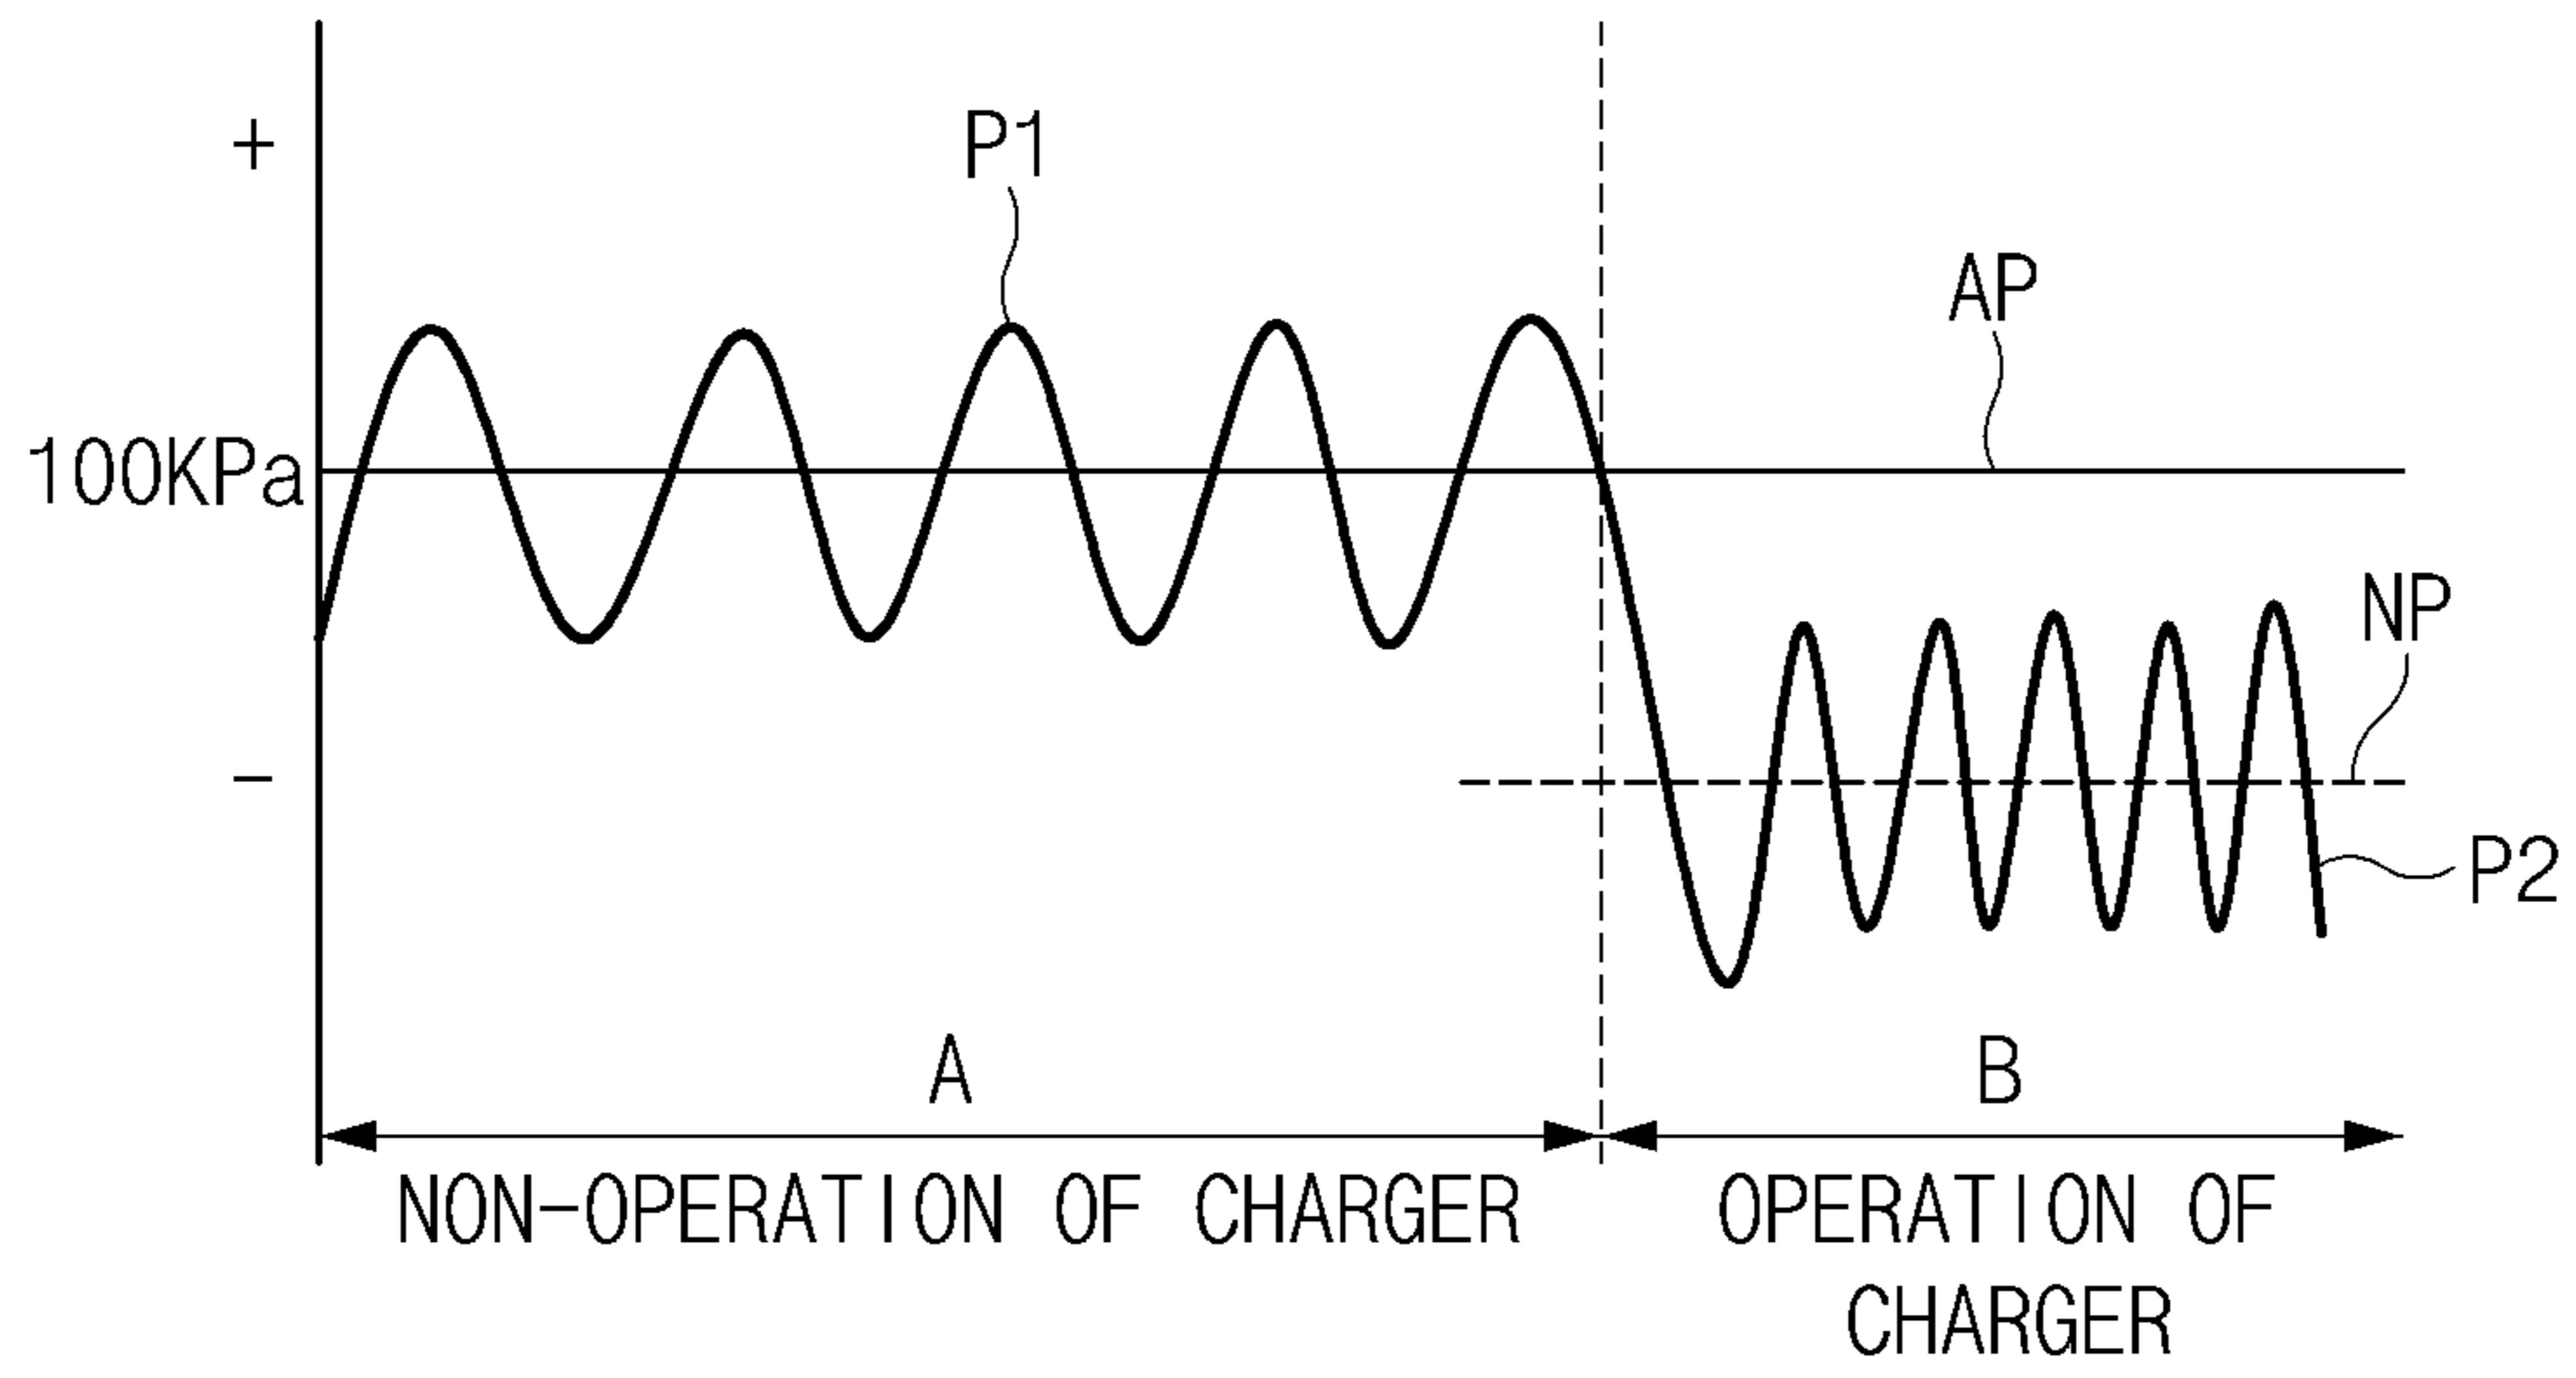 +
P1
AP
100KPa
NP
-
P2
A
B
NON-OPERATION OF CHARGER
OPERATION OF
CHARGER